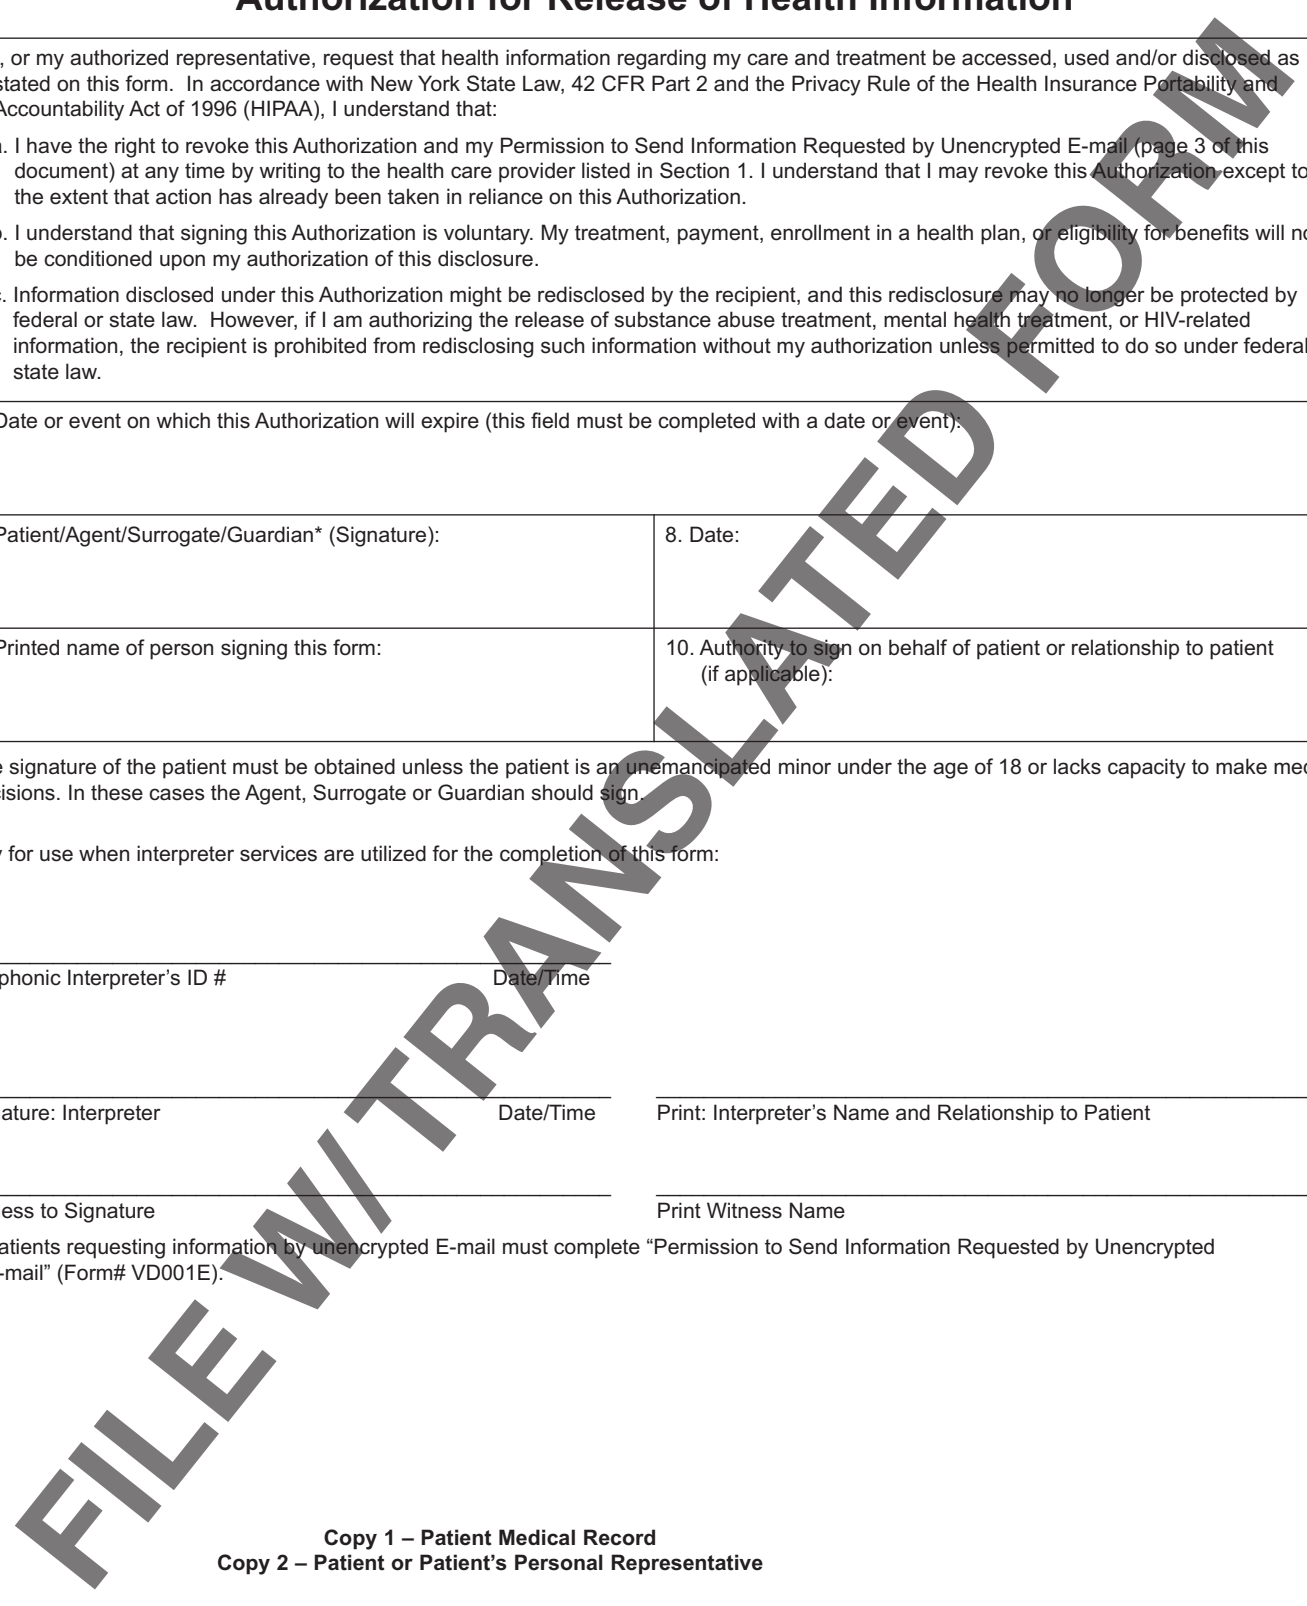 Authorization for Release of Health Information
, or my authorized representative, request that health information regarding my care and treatment be accessed, used and/or disclosed as
stated on this form. In accordance with New York State Law, 42 CFR Part 2 and the Privacy Rule of the Health Insurance Portability and
Accountability Act of 1996 (HIPAA), I understand that:
. I have the right to revoke this Authorization and my Permission to Send Information Requested by Unencrypted E-mail (page 3 of this
document) at any time by writing to the health care provider listed in Section 1. I understand that I may revoke this Authorization except to
the extent that action has already been taken in reliance on this Authorization.
. I understand that signing this Authorization is voluntary. My treatment, payment, enrollment in a health plan, or eligibility for benefits will no
be conditioned upon my authorization of this disclosure.
. Information disclosed under this Authorization might be redisclosed by the recipient, and this redisclosure may no longer be protected by
federal or state law. However, if I am authorizing the release of substance abuse treatment, mental health treatment, or HIV-related
information, the recipient is prohibited from redisclosing such information without my authorization unless permitted to do so under federal
state law.
Date or event on which this Authorization will expire (this field must be completed with a date or event):
Patient/Agent/Surrogate/Guardian* (Signature):
8. Date:
Printed name of person signing this form:
10. Authority to sign on behalf of patient or relationship to patient
(if applicable):
e signature of the patient must be obtained unless the patient is an unemancipated minor under the age of 18 or lacks capacity to make med
cisions. In these cases the Agent, Surrogate or Guardian should sign.
y for use when interpreter services are utilized for the completion of this form:
phonic Interpreter’s ID # Date/Time
ature: Interpreter Date/Time
Print: Interpreter’s Name and Relationship to Patient
ess to Signature
Print Witness Name
atients requesting information by unencrypted E-mail must complete “Permission to Send Information Requested by Unencrypted
-mail” (Form# VD001E).
FILE W/TRANSLATED FORM
Copy 1 – Patient Medical Record
Copy 2 – Patient or Patient’s Personal Representative